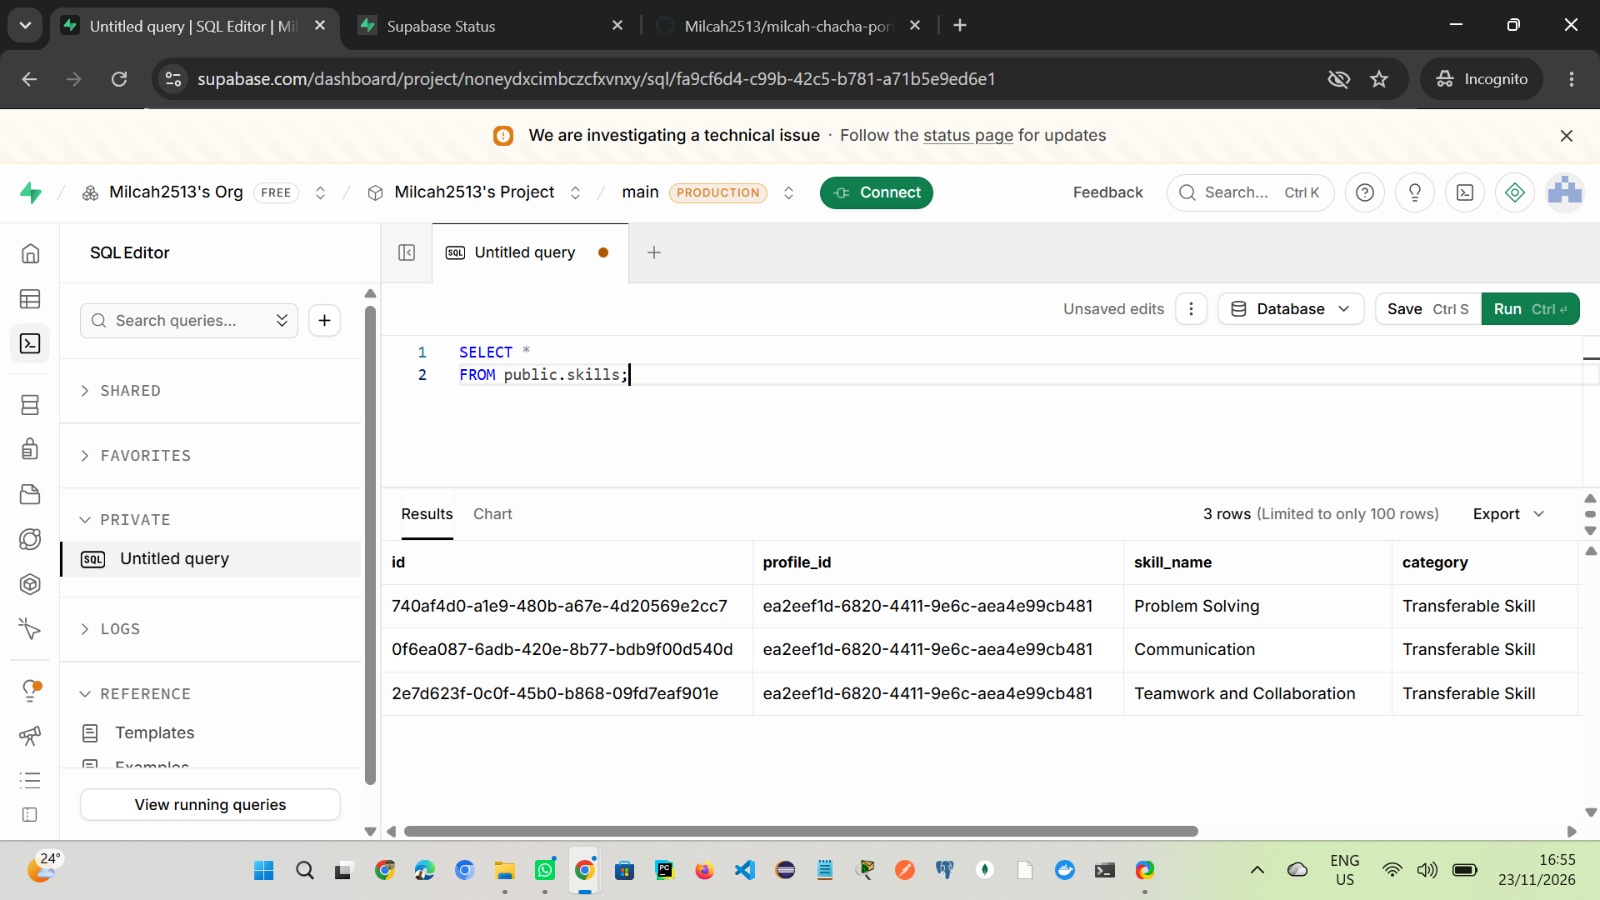 Untitled query | SQL Editor | Mil
Supabase Status
Milcah2513/milcah-chacha-por
supabase.com/dashboard/project/noneydxcimbczcfxvnxy/sql/fa9cf6d4-c99b-42c5-b781-a71b5e9ed6e1
Incognito
We are investigating a technical issue · Follow the status page for updates
Milcah2513's Org FREE / Milcah2513's Project / main PRODUCTION Connect
Feedback Search... Ctrl K
SQL Editor
SQL Untitled query
Search queries...
Unsaved edits Database Save Ctrl S Run Ctrl ↵
1 SELECT *
2 FROM public.skills;
SHARED
FAVORITES
PRIVATE
SQL Untitled query
LOGS
REFERENCE
Templates
Examples
View running queries
Results Chart 3 rows (Limited to only 100 rows) Export
id profile_id skill_name category
740af4d0-a1e9-480b-a67e-4d20569e2cc7 ea2eef1d-6820-4411-9e6c-aea4e99cb481 Problem Solving Transferable Skill
0f6ea087-6adb-420e-8b77-bdb9f00d540d ea2eef1d-6820-4411-9e6c-aea4e99cb481 Communication Transferable Skill
2e7d623f-0c0f-45b0-b868-09fd7eaf901e ea2eef1d-6820-4411-9e6c-aea4e99cb481 Teamwork and Collaboration Transferable Skill
24°
ENG
US
16:55
23/11/2026